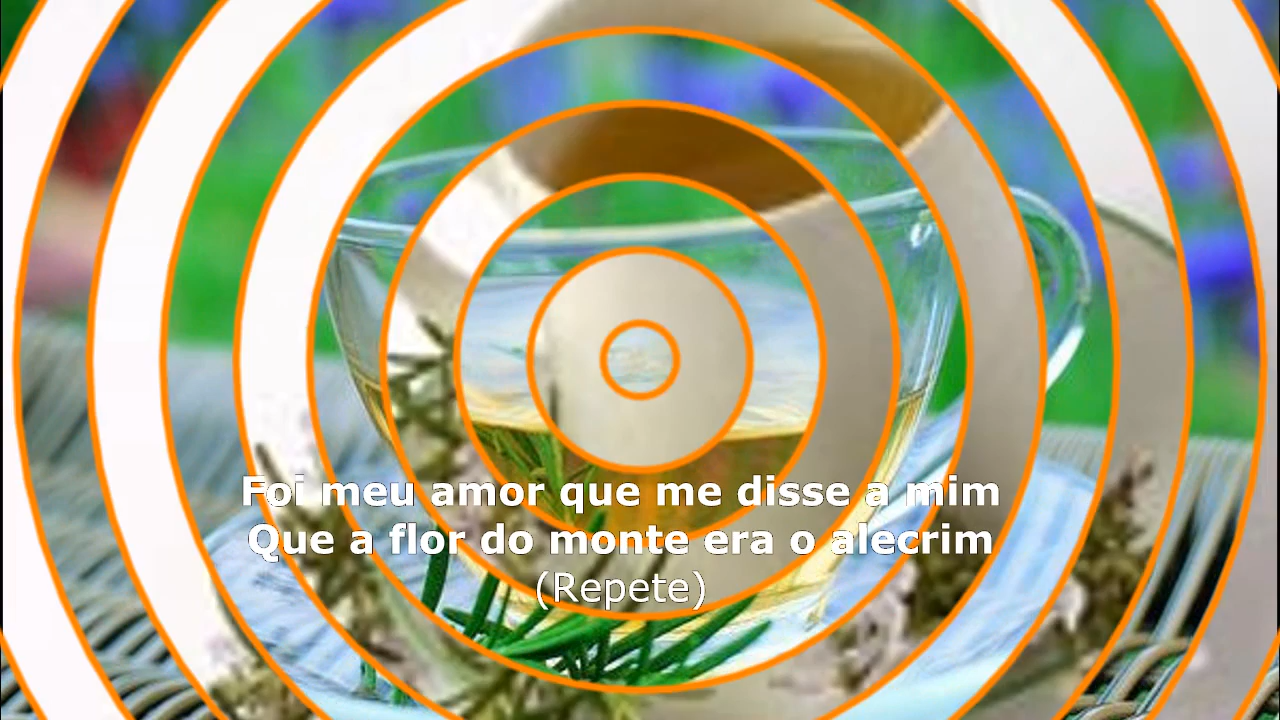 Foi meu amor que me disse a mim
Que a flor do monte era o alecrim
(Repete)